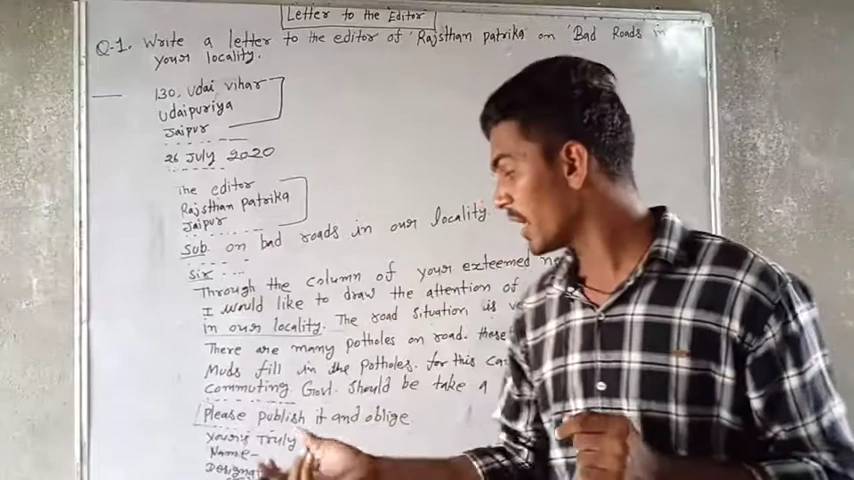 Letter to the Editor
Q-1. Write a letter to the editor of 'Rajsthan patrika' on 'Bad Roads in
your locality.
130. Udai vihar
Udaipuriya
Jaipur
26 July 2020
The editor
Rajsthan patrika
Jaipur
Sub. on bad roads in our locality
Sir
Through the column of your exteemed
I would like to draw the attention of
in our locality. The road situation is
There are many potholes on road.
Muds fill in the Potholes. for this
Commuting Govt. Should be take a
Please publish it and oblige
Yours Truly
Name-